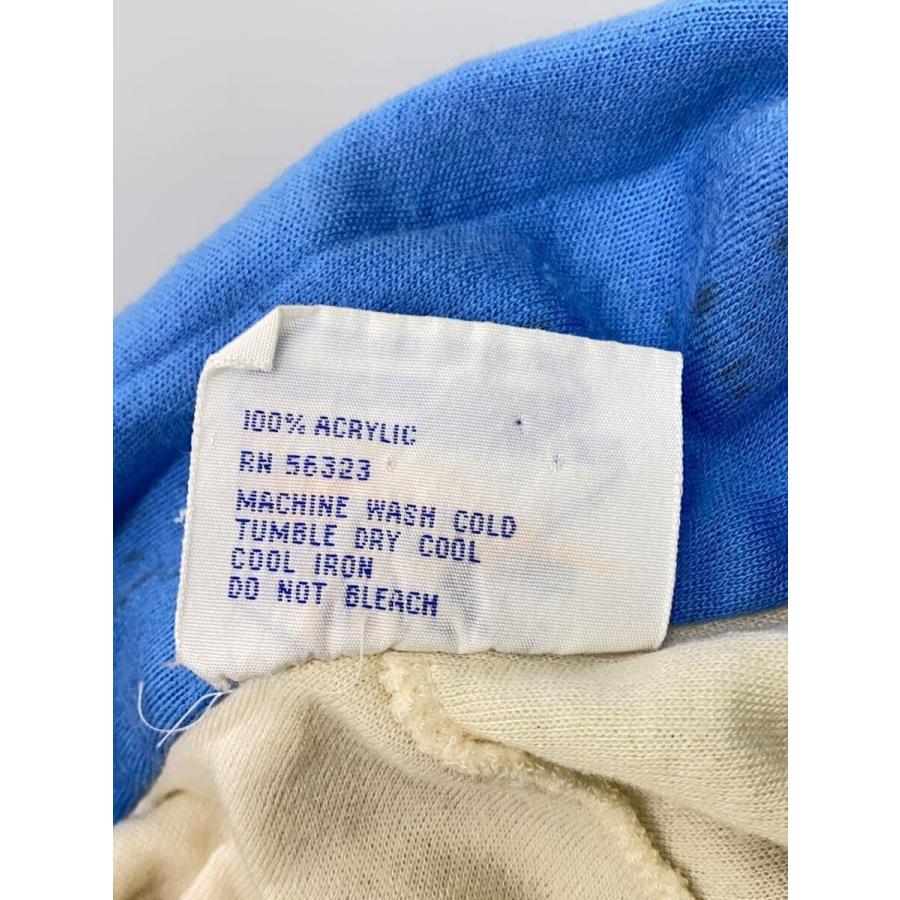 100% ACRYLIC
RN 56323
MACHINE WASH COLD
TUMBLE DRY COOL
COOL IRON
DO NOT BLEACH